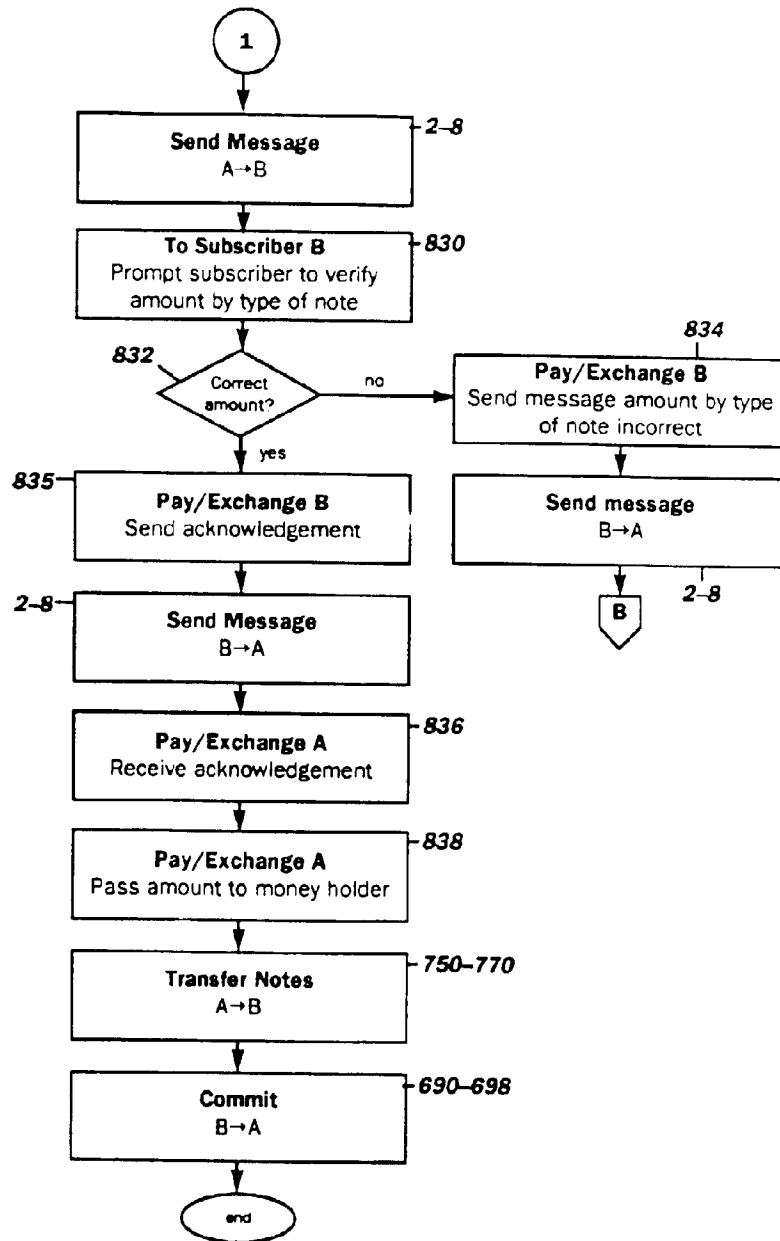 1
Send Message
A→B
2–8
To Subscriber B
Prompt subscriber to verify
amount by type of note
830
832
Correct
amount?
no
yes
834
Pay/Exchange B
Send message amount by type
of note incorrect
Send message
B→A
2–8
B
835
Pay/Exchange B
Send acknowledgement
2–8
Send Message
B→A
Pay/Exchange A
Receive acknowledgement
836
Pay/Exchange A
Pass amount to money holder
838
Transfer Notes
A→B
750–770
Commit
B→A
690–698
end